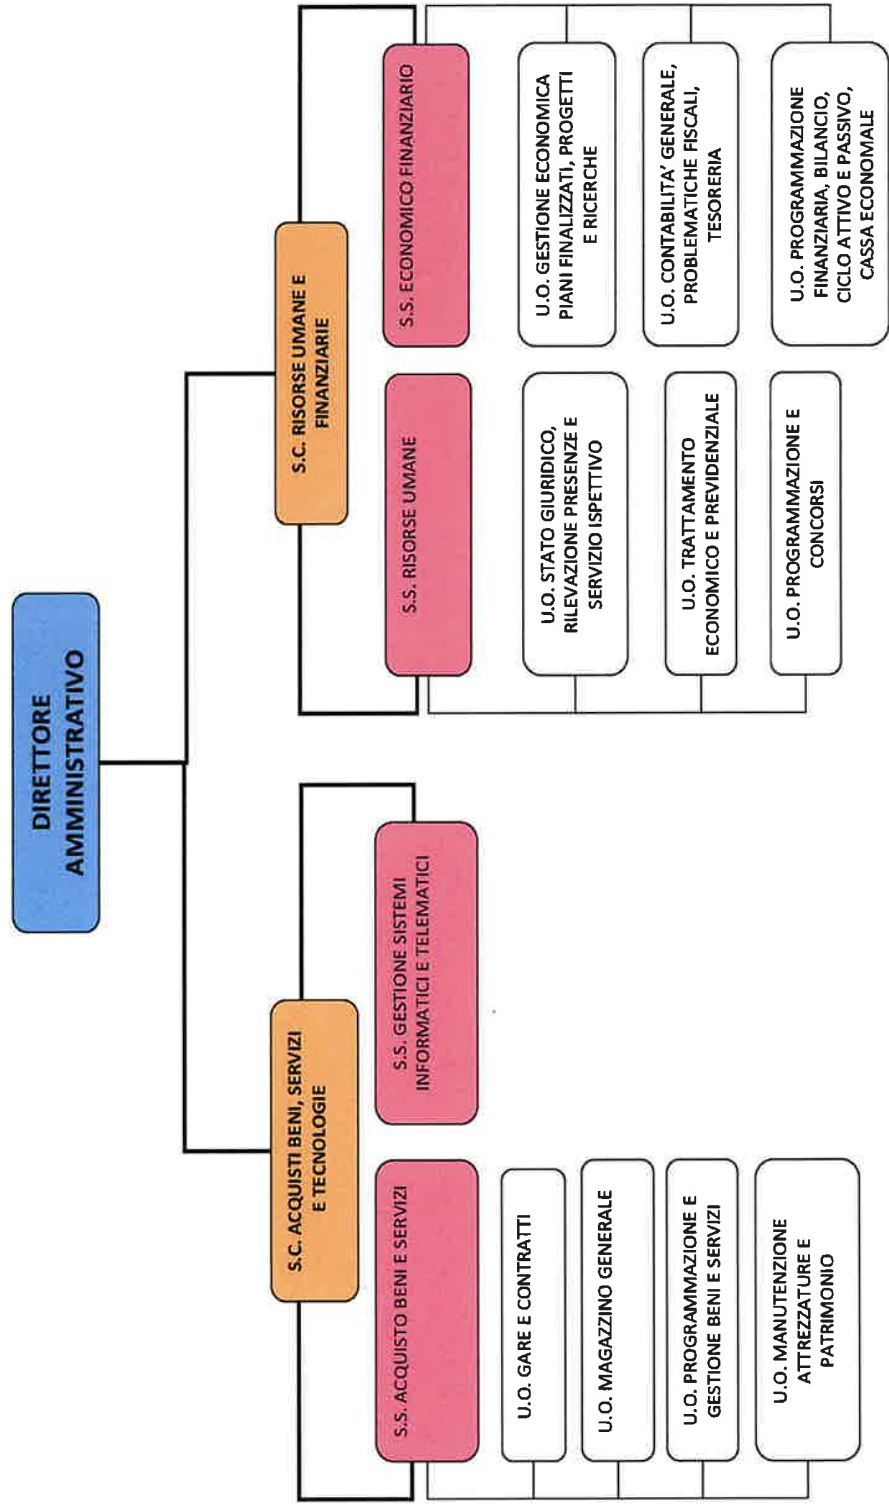 DIRETTORE
AMMINISTRATIVO
S.C. ACQUISTI BENI, SERVIZI
E TECNOLOGIE
S.C. RISORSE UMANE E
FINANZIARIE
S.S. ACQUISTO BENI E SERVIZI
S.S. GESTIONE SISTEMI
INFORMATICI E TELEMATICI
S.S. RISORSE UMANE
S.S. ECONOMICO FINANZIARIO
U.O. GARE E CONTRATTI
U.O. MAGAZZINO GENERALE
U.O. PROGRAMMAZIONE E
GESTIONE BENI E SERVIZI
U.O. MANUTENZIONE
ATTREZZATURE E
PATRIMONIO
U.O. STATO GIURIDICO,
RILEVAZIONE PRESENZE E
SERVIZIO ISPETTIVO
U.O. TRATTAMENTO
ECONOMICO E PREVIDENZIALE
U.O. PROGRAMMAZIONE E
CONCORSI
U.O. GESTIONE ECONOMICA
PIANI FINALIZZATI, PROGETTI
E RICERCHE
U.O. CONTABILITA' GENERALE,
PROBLEMATICHE FISCALI,
TESORERIA
U.O. PROGRAMMAZIONE
FINANZIARIA, BILANCIO,
CICLO ATTIVO E PASSIVO,
CASSA ECONOMALE